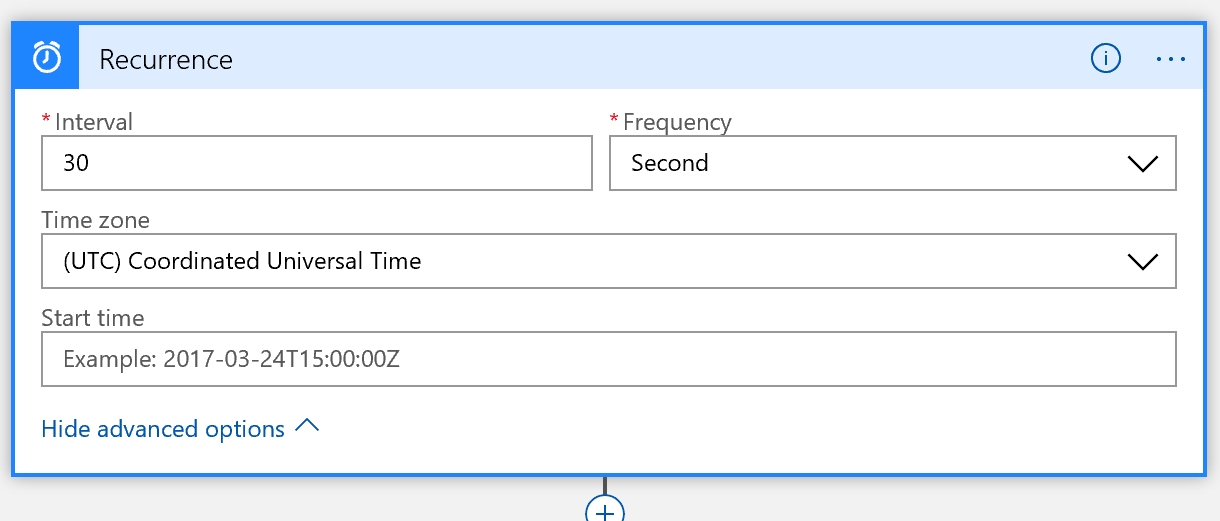 Recurrence
* Interval
* Frequency
30
Second
Time zone
(UTC) Coordinated Universal Time
Start time
Example: 2017-03-24T15:00:00Z
Hide advanced options